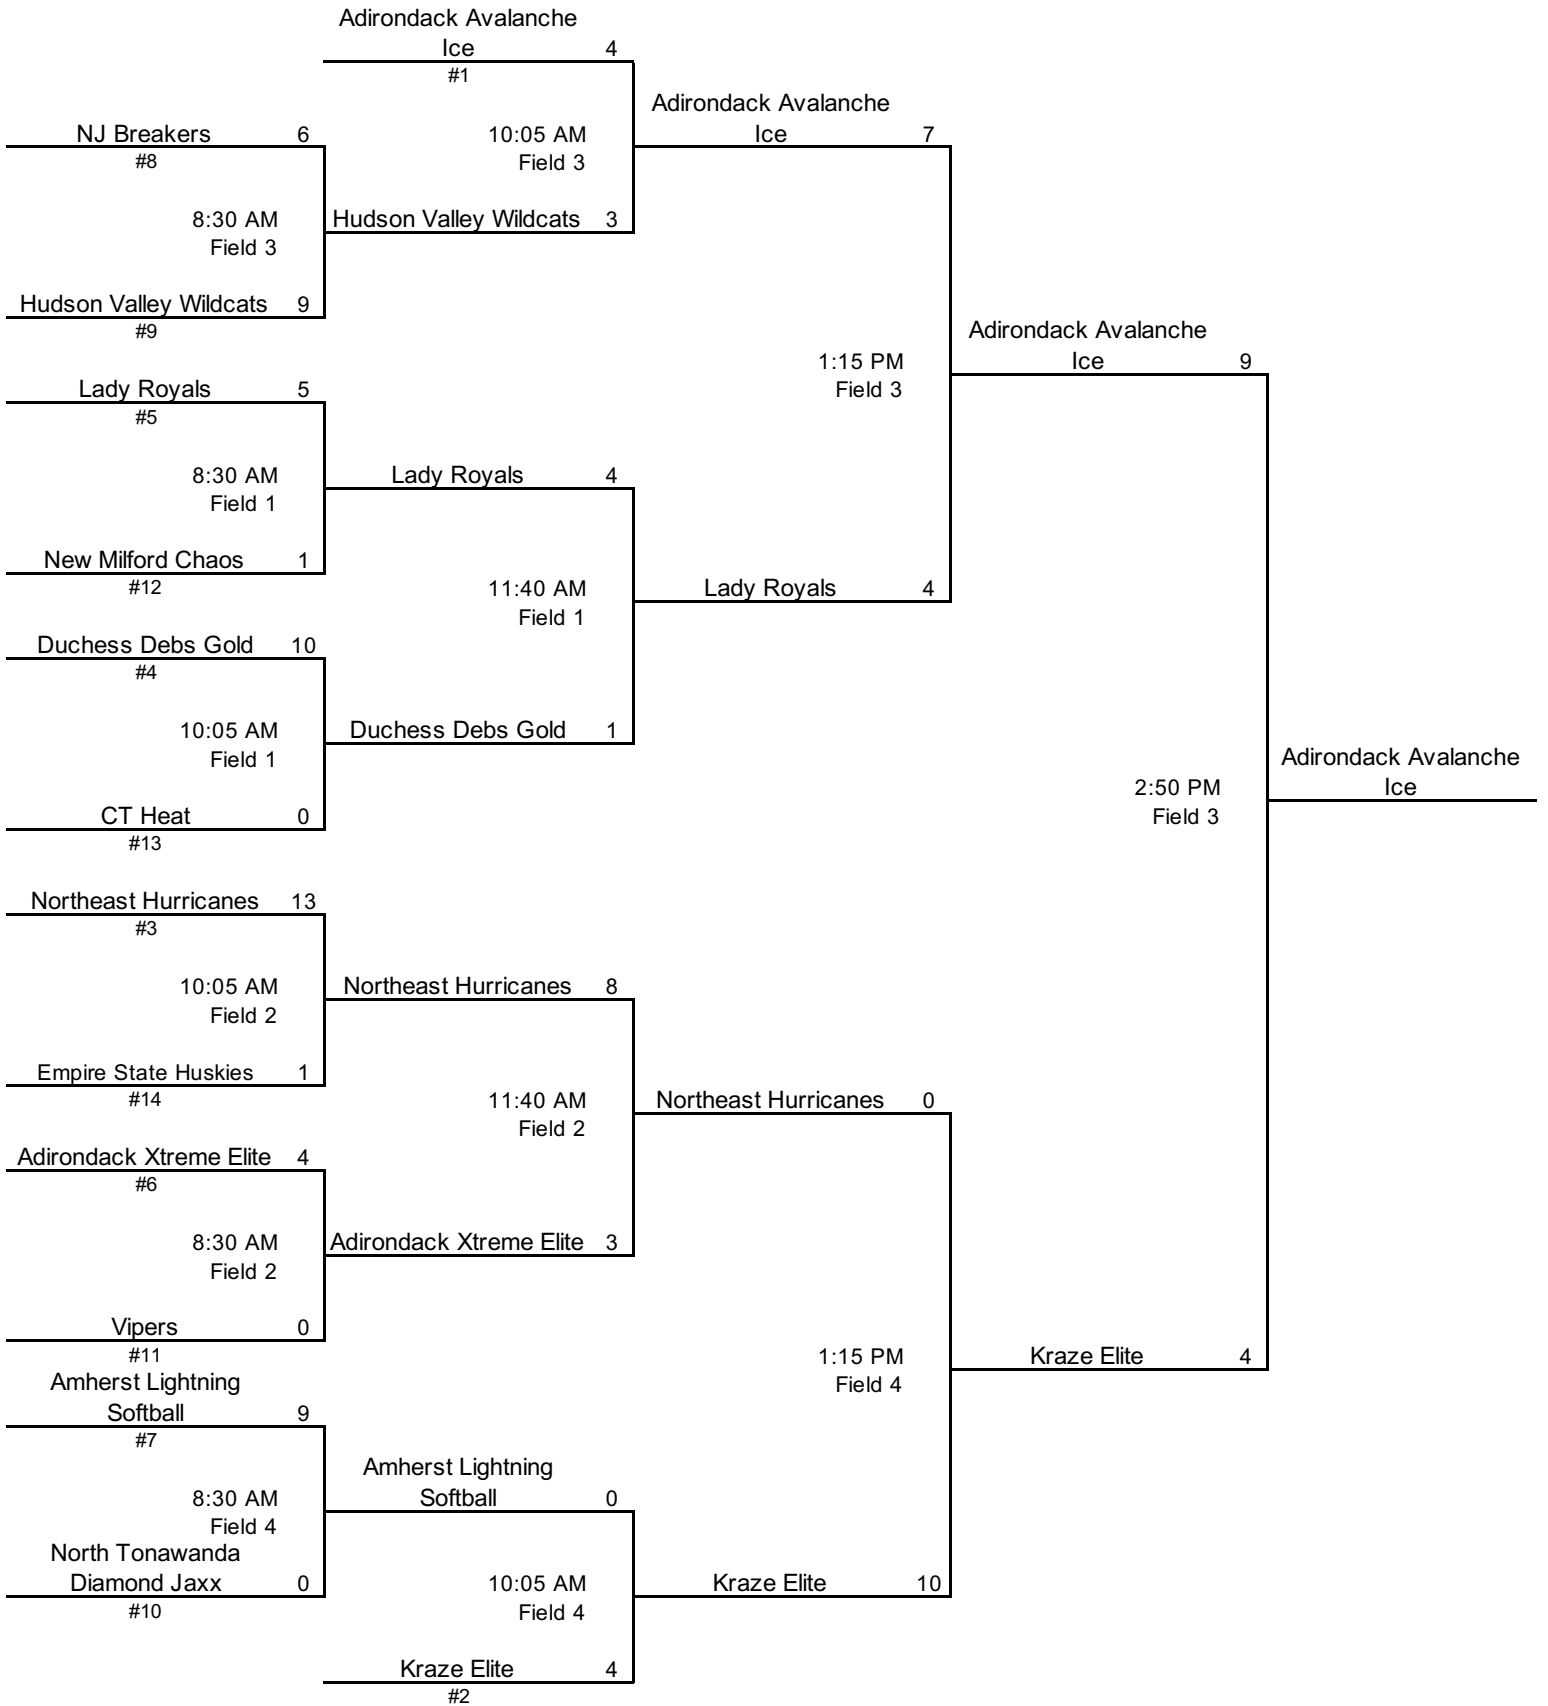 Adirondack Avalanche
Ice 4
#1
NJ Breakers 6
#8
10:05 AM
Field 3
8:30 AM
Field 3
Hudson Valley Wildcats 3
Hudson Valley Wildcats 9
#9
Adirondack Avalanche
Ice 7
Lady Royals 5
#5
8:30 AM
Field 1
Lady Royals 4
New Milford Chaos 1
#12
1:15 PM
Field 3
Adirondack Avalanche
Ice 9
11:40 AM
Field 1
Lady Royals 4
Duchess Debs Gold 10
#4
10:05 AM
Field 1
Duchess Debs Gold 1
CT Heat 0
#13
2:50 PM
Field 3
Adirondack Avalanche
Ice
Northeast Hurricanes 13
#3
10:05 AM
Field 2
Northeast Hurricanes 8
Empire State Huskies 1
#14
11:40 AM
Field 2
Northeast Hurricanes 0
Adirondack Xtreme Elite 4
#6
8:30 AM
Field 2
Adirondack Xtreme Elite 3
Vipers 0
#11
1:15 PM
Field 4
Kraze Elite 4
Amherst Lightning
Softball 9
#7
8:30 AM
Field 4
Amherst Lightning
Softball 0
North Tonawanda
Diamond Jaxx 0
#10
10:05 AM
Field 4
Kraze Elite 10
Kraze Elite 4
#2